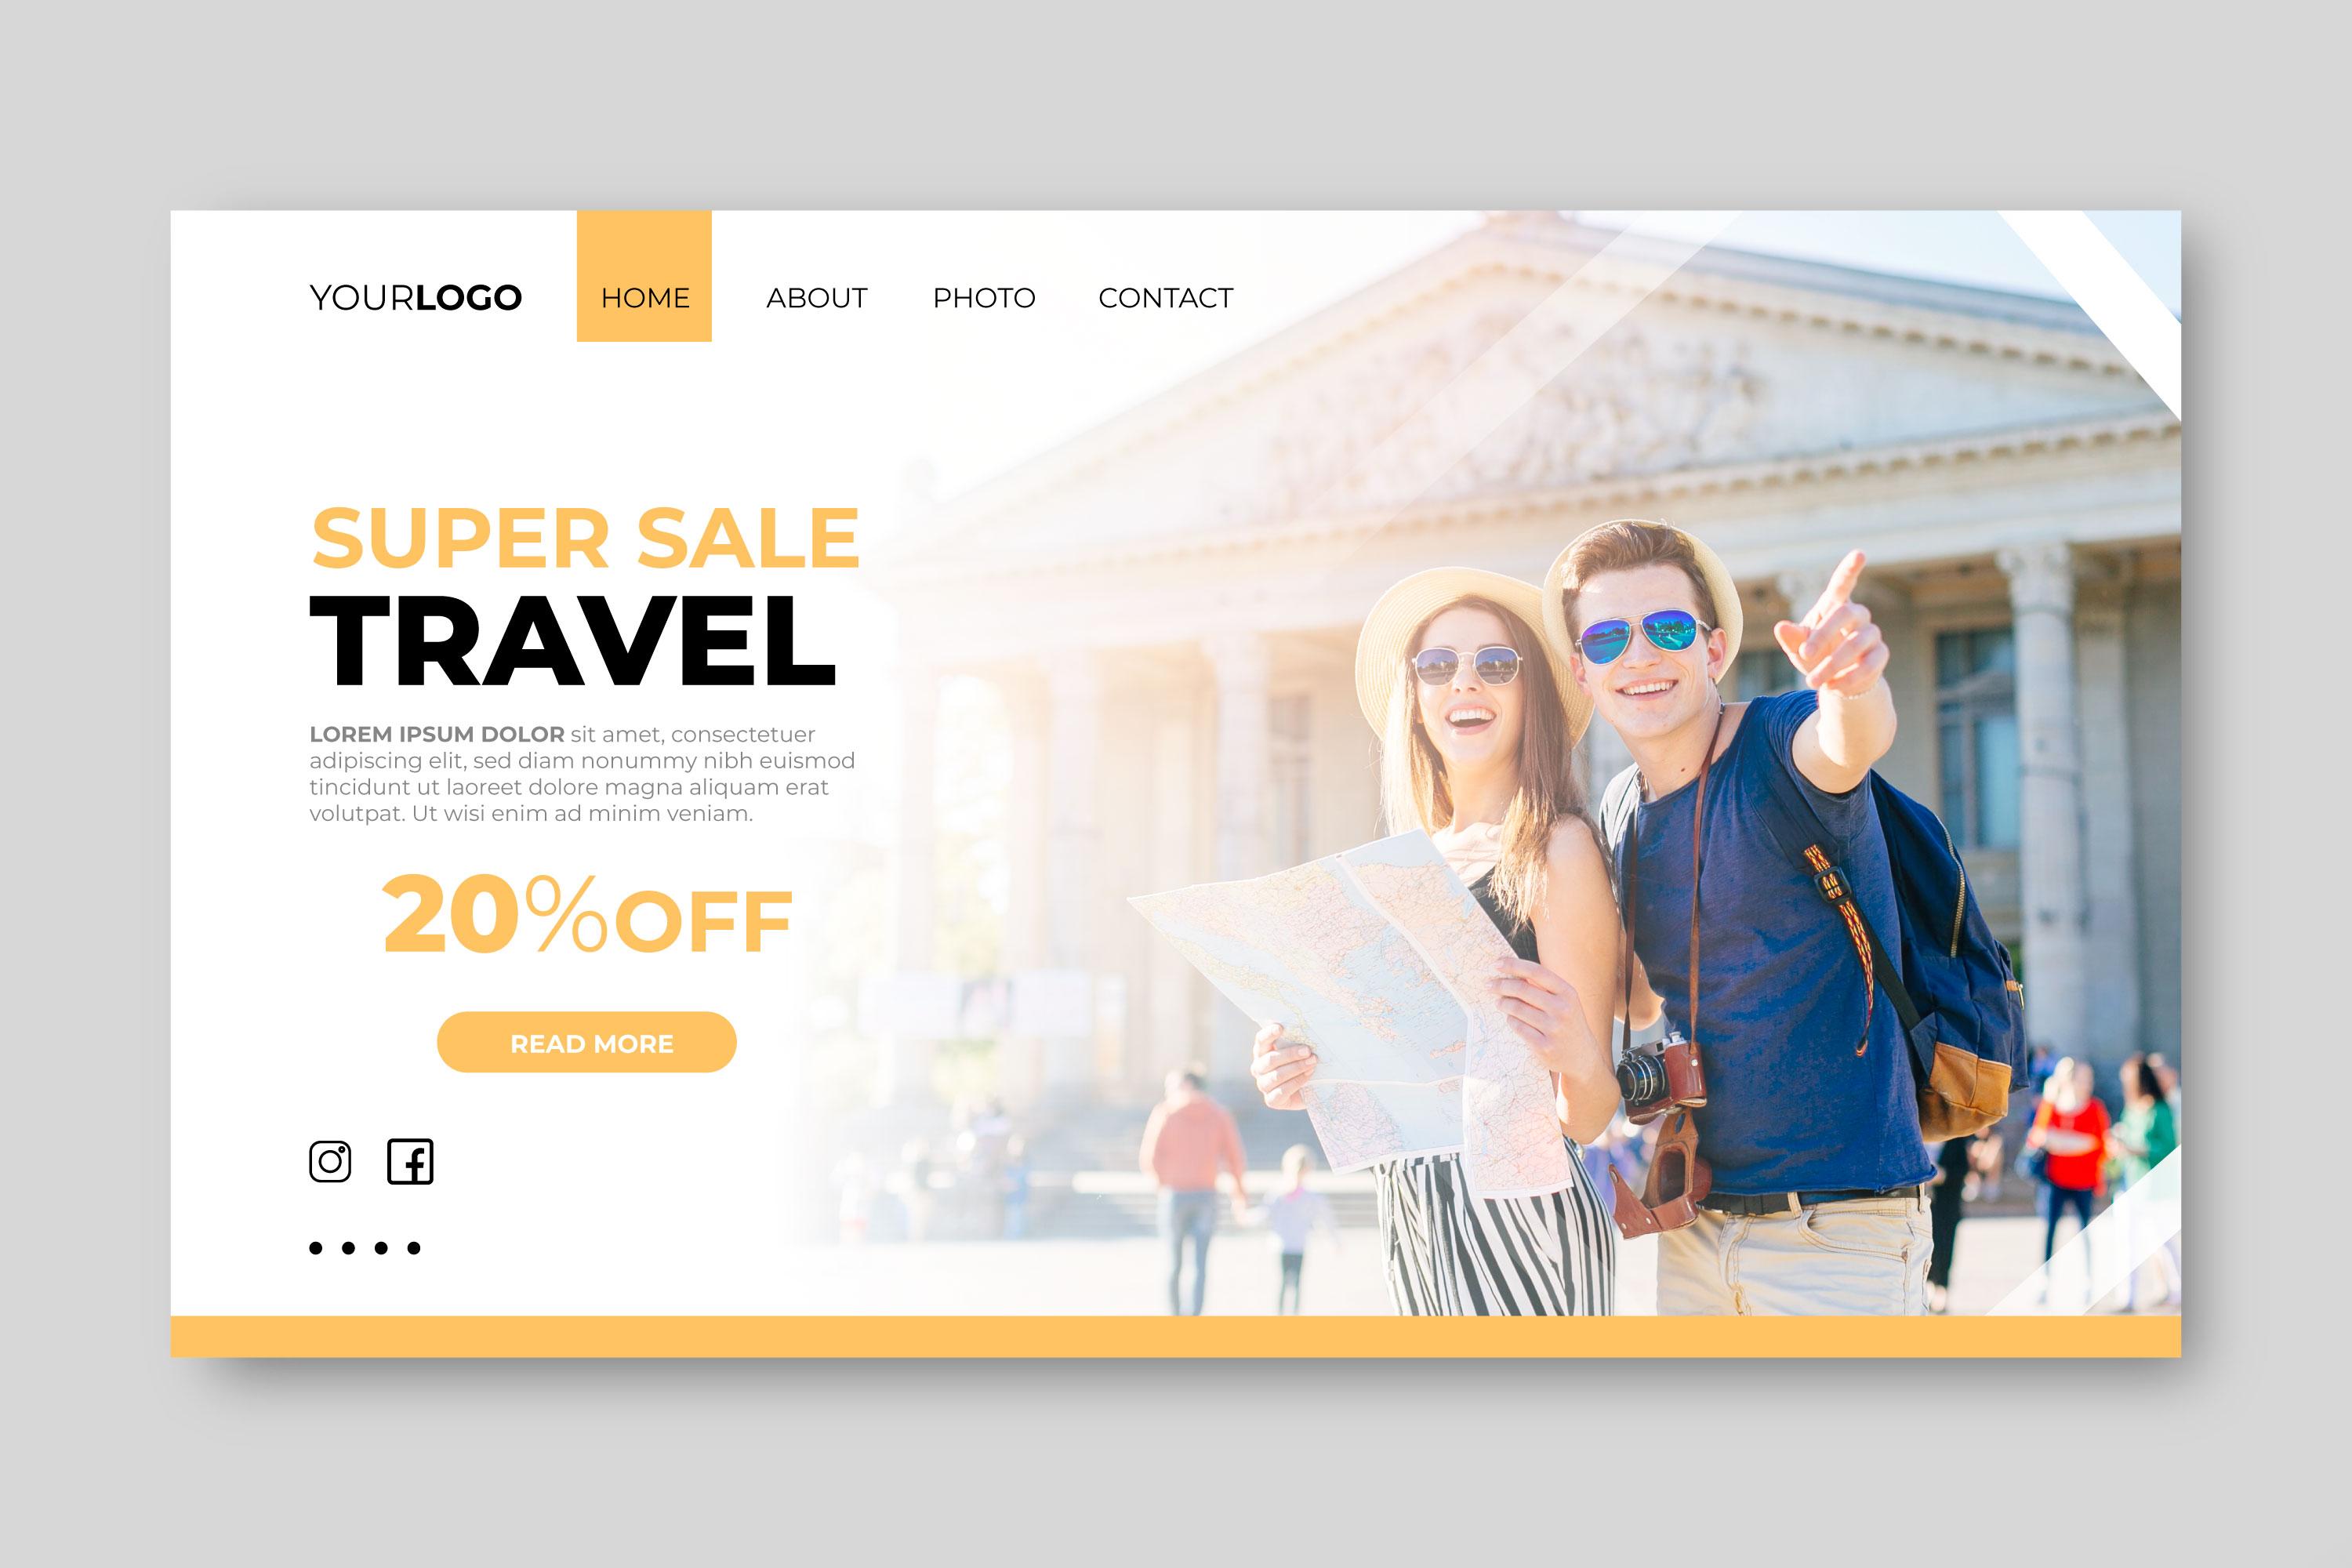 YOURLOGO
HOME
ABOUT
PHOTO
CONTACT
SUPER SALE
TRAVEL
LOREM IPSUM DOLOR sit amet, consectetuer
adipiscing elit, sed diam nonummy nibh euismod
tincidunt ut laoreet dolore magna aliquam erat
volutpat. Ut wisi enim ad minim veniam.
20%OFF
READ MORE